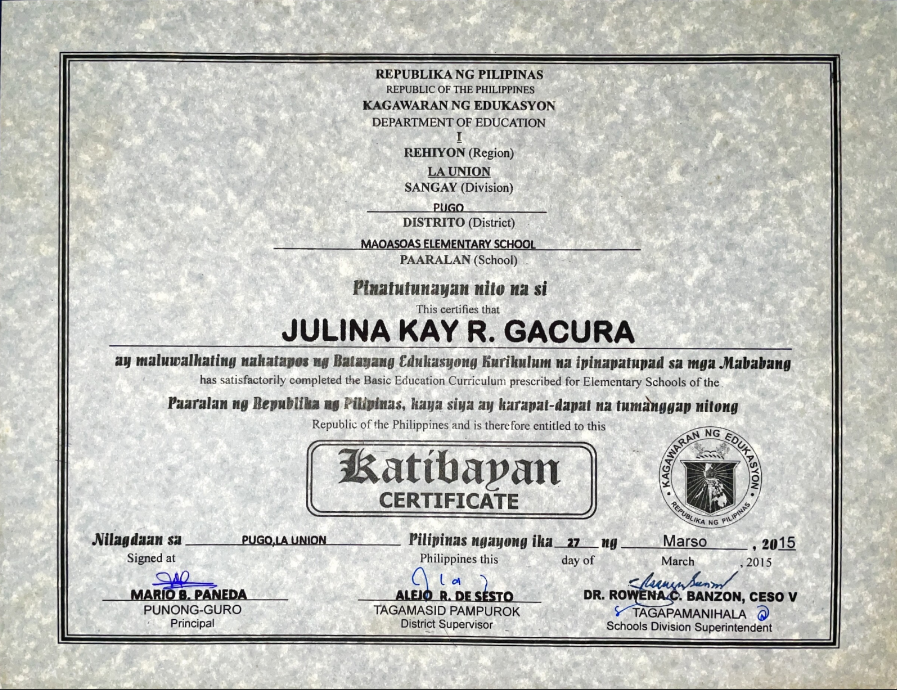 REPUBLIKA NG PILIPINAS
REPUBLIC OF THE PHILIPPINES
KAGAWARAN NG EDUKASYON
DEPARTMENT OF EDUCATION
I
REHIYON (Region)
LA UNION
SANGAY (Division)
PUGO
DISTRITO (District)
MAOASOAS ELEMENTARY SCHOOL
PAARALAN (School)
Pinatutunayan nito na si
This certifies that
JULINA KAY R. GACURA
ay maluwalhating nahatapos ng Batayang Edukasyong Kurikulum na ipinapatupad sa mga Mababang
has satisfactorily completed the Basic Education Curriculum prescribed for Elementary Schools of the
Paaralan ng Republika ng Pilipinas, kaya siya ay karapat-dapat na tumanggap nitong
Republic of the Philippines and is therefore entitled to this
Katibayan
CERTIFICATE
KAGAWARAN NG EDUKASYON
REPUBLIKA NG PILIPINAS
Nilagdaan sa PUGO,LA UNION Pilipinas ngayong ika 27 ng Marso , 2015
Signed at Philippines this day of March , 2015
MARIO B. PANEDA ALEJO R. DE SESTO DR. ROWENA C. BANZON, CESO V
PUNONG-GURO TAGAMASID PAMPUROK TAGAPAMANIHALA
Principal District Supervisor Schools Division Superintendent